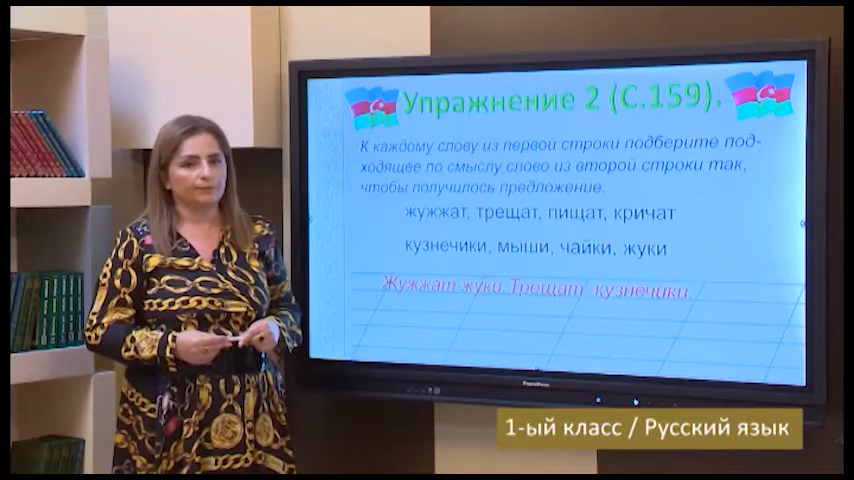 Упражнение 2 (С.159).
К каждому слову из первой строки подберите под-
ходящее по смыслу слово из второй строки так,
чтобы получилось предложение.
жужжат, трещат, пищат, кричат
кузнечики, мыши, чайки, жуки
Жужжат жуки.Трещат кузнечики.
1-ый класс / Русский язык